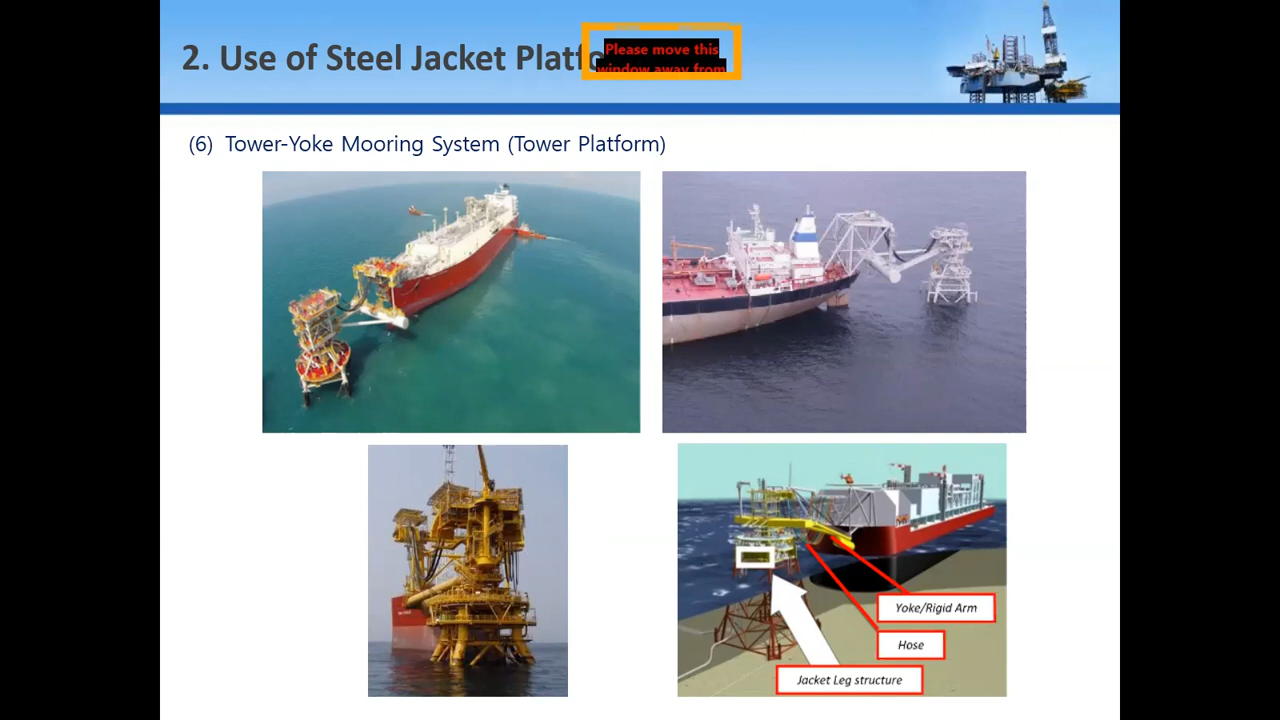 2. Use of Steel Jacket Platfo
Please move this
window away from
(6) Tower-Yoke Mooring System (Tower Platform)
Yoke/Rigid Arm
Hose
Jacket Leg structure